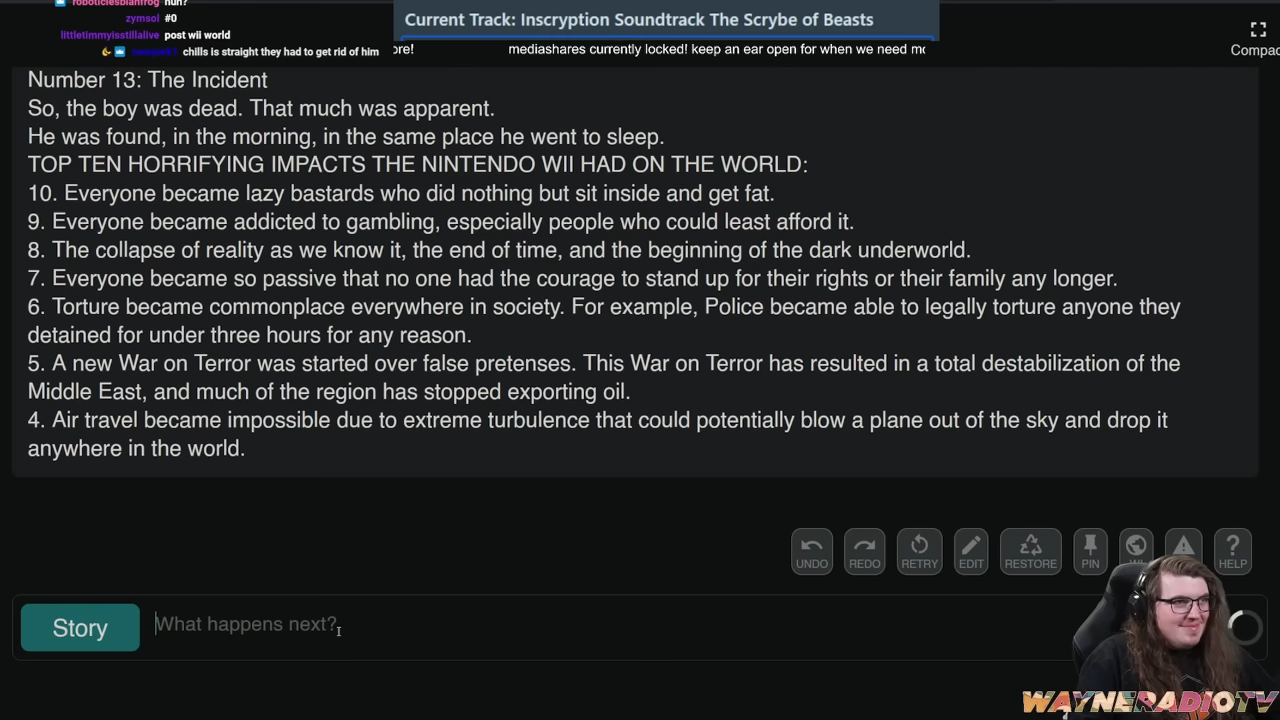 roboticlesbianfrog huh?
zymsol #0
littletimmyisstillalive post wii world
chills is straight they had to get rid of him
Current Track: Inscryption Soundtrack The Scrybe of Beasts
ore! mediashares currently locked! keep an ear open for when we need mo
Compac
Number 13: The Incident
So, the boy was dead. That much was apparent.
He was found, in the morning, in the same place he went to sleep.
TOP TEN HORRIFYING IMPACTS THE NINTENDO WII HAD ON THE WORLD:
10. Everyone became lazy bastards who did nothing but sit inside and get fat.
9. Everyone became addicted to gambling, especially people who could least afford it.
8. The collapse of reality as we know it, the end of time, and the beginning of the dark underworld.
7. Everyone became so passive that no one had the courage to stand up for their rights or their family any longer.
6. Torture became commonplace everywhere in society. For example, Police became able to legally torture anyone they
detained for under three hours for any reason.
5. A new War on Terror was started over false pretenses. This War on Terror has resulted in a total destabilization of the
Middle East, and much of the region has stopped exporting oil.
4. Air travel became impossible due to extreme turbulence that could potentially blow a plane out of the sky and drop it
anywhere in the world.
UNDO REDO RETRY EDIT RESTORE PIN HELP
Story What happens next?
WAYNERADIOTV